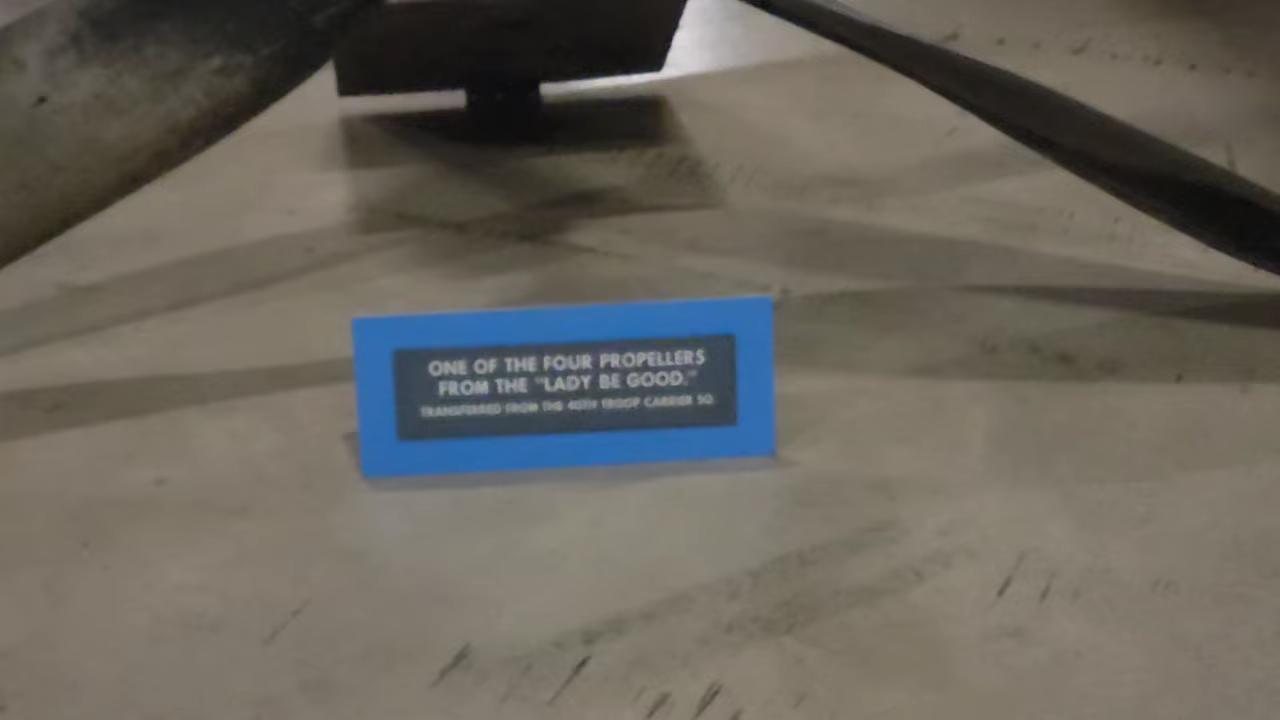 ONE OF THE FOUR PROPELLERS
FROM THE "LADY BE GOOD."
TRANSFERRED FROM THE 40TH TROOP CARRIER SQ.